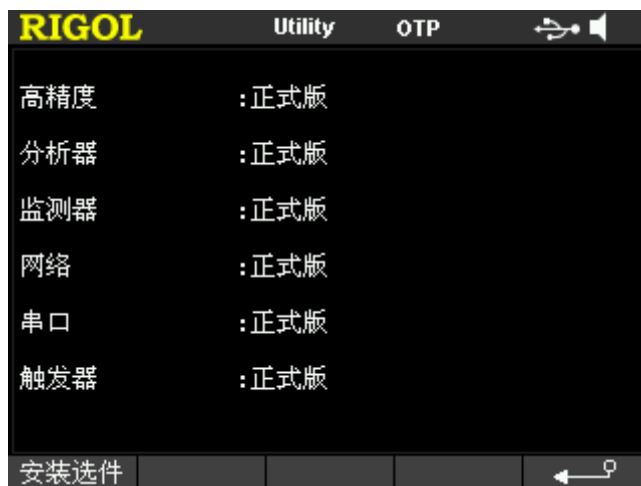 RIGOL Utility OTP
高精度 :正式版
分析器 :正式版
监测器 :正式版
网络 :正式版
串口 :正式版
触发器 :正式版
安装选件